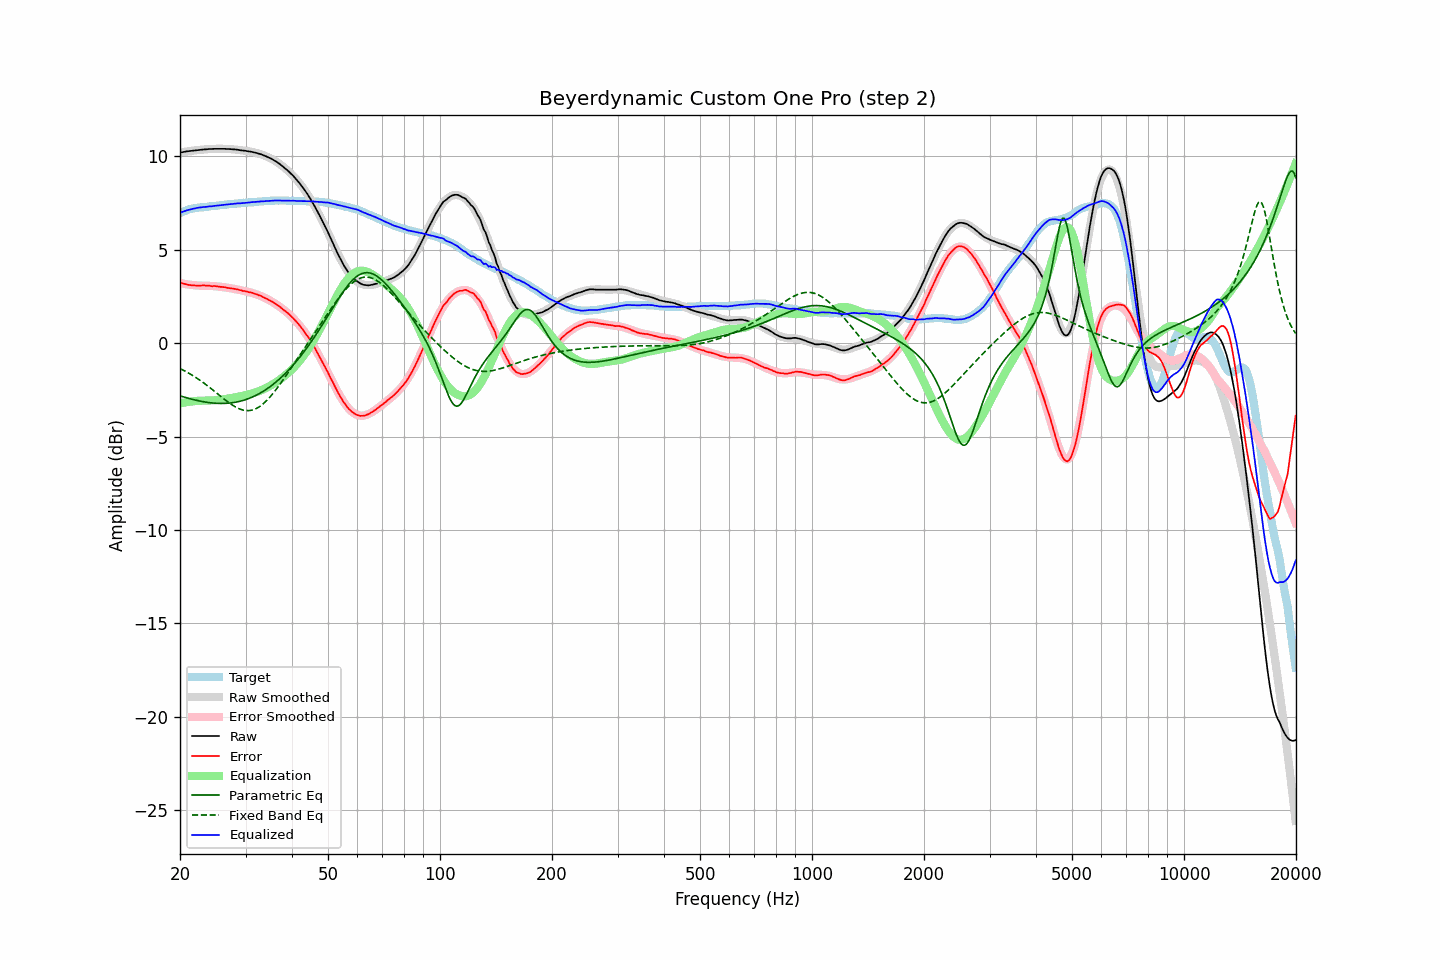 Beyerdynamic Custom One Pro (step 2)
10
5
0
−5
−10
−15
−20
−25
Amplitude (dBr)
Target
Raw Smoothed
Error Smoothed
Raw
Error
Equalization
Parametric Eq
Fixed Band Eq
Equalized
20 50 100 200 500 1000 2000 5000 10000 20000
Frequency (Hz)